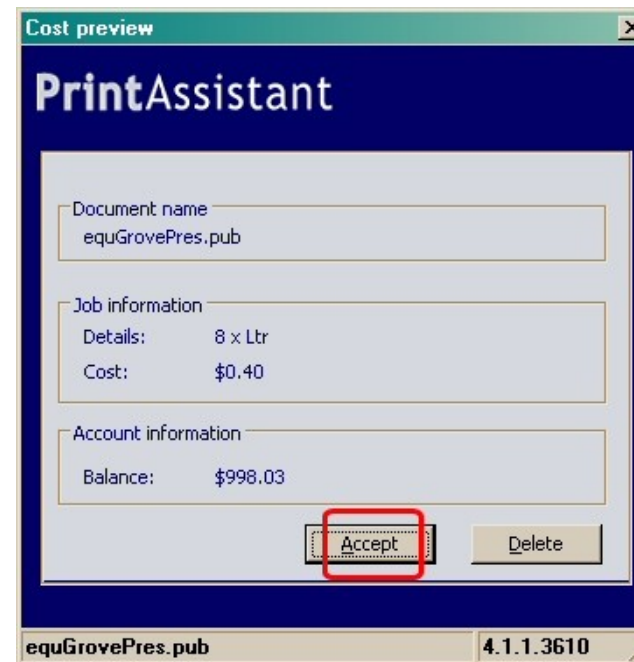 Cost preview
PrintAssistant
Document name
equGrovePres.pub
Job information
Details: 8 x Ltr
Cost: $0.40
Account information
Balance: $998.03
Accept Delete
equGrovePres.pub 4.1.1.3610